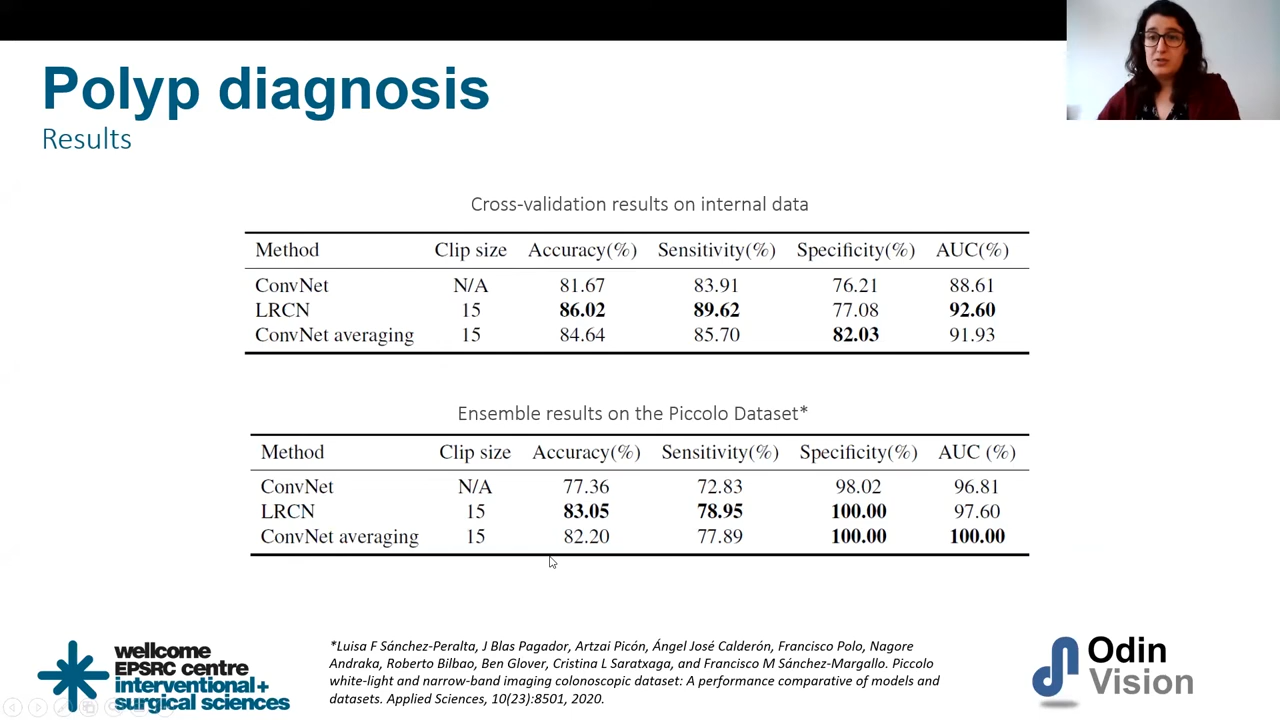 Polyp diagnosis
Results
Cross-validation results on internal data
Method Clip size Accuracy(%) Sensitivity(%) Specificity(%) AUC(%)
ConvNet N/A 81.67 83.91 76.21 88.61
LRCN 15 86.02 89.62 77.08 92.60
ConvNet averaging 15 84.64 85.70 82.03 91.93
Ensemble results on the Piccolo Dataset*
Method Clip size Accuracy(%) Sensitivity(%) Specificity(%) AUC (%)
ConvNet N/A 77.36 72.83 98.02 96.81
LRCN 15 83.05 78.95 100.00 97.60
ConvNet averaging 15 82.20 77.89 100.00 100.00
wellcome
EPSRC centre
interventional+
surgical sciences
*Luisa F Sánchez-Peralta, J Blas Pagador, Artzai Picón, Ángel José Calderón, Francisco Polo, Nagore
Andraka, Roberto Bilbao, Ben Glover, Cristina L Saratxaga, and Francisco M Sánchez-Margallo. Piccolo
white-light and narrow-band imaging colonoscopic dataset: A performance comparative of models and
datasets. Applied Sciences, 10(23):8501, 2020.
Odin
Vision